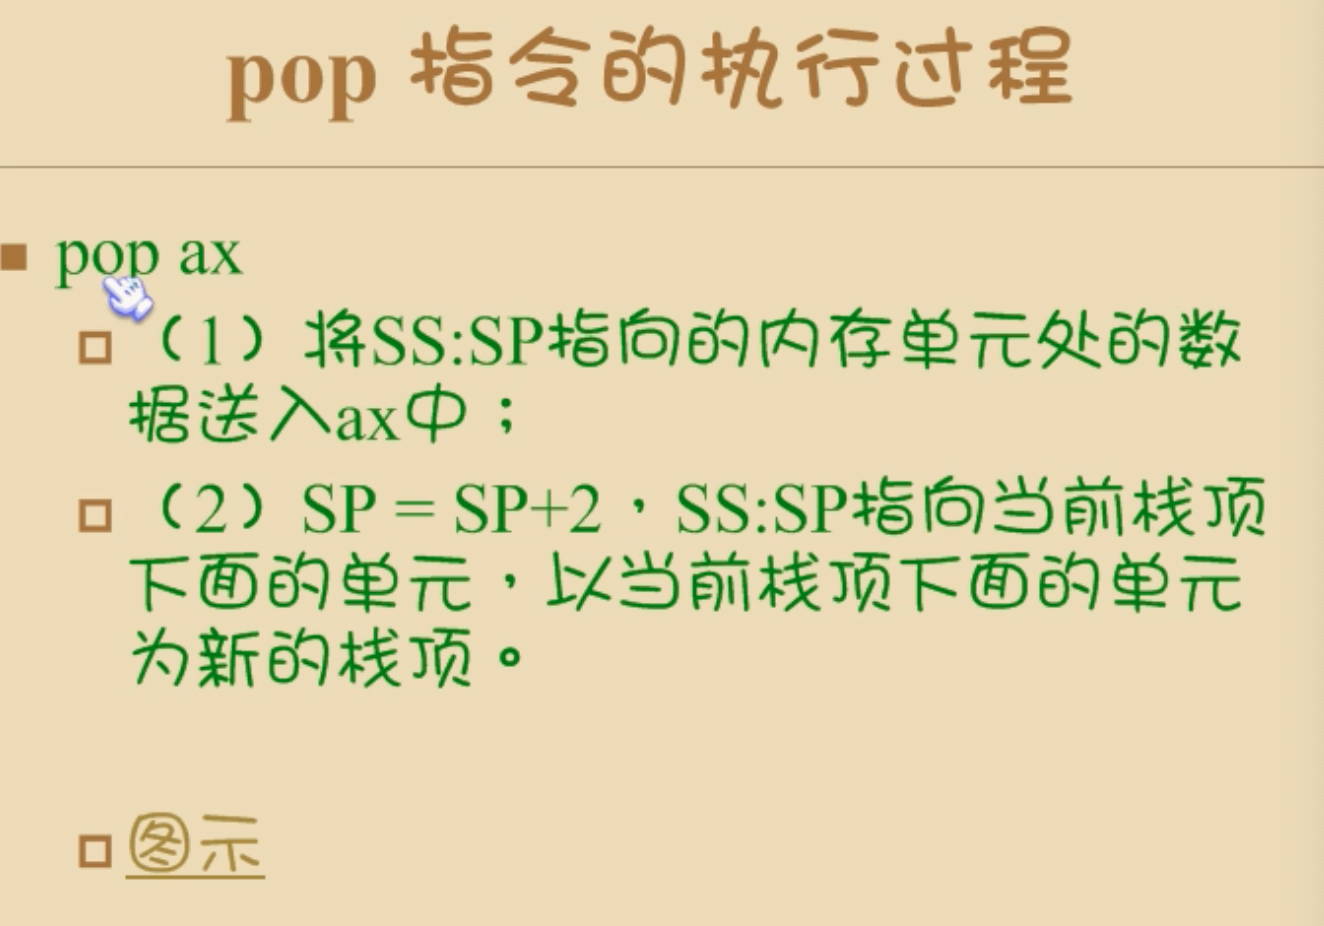 pop 指令的执行过程
pop ax
（1）将SS:SP指向的内存单元处的数
据送入ax中；
（2）SP = SP+2，SS:SP指向当前栈顶
下面的单元，以当前栈顶下面的单元
为新的栈顶。
图示